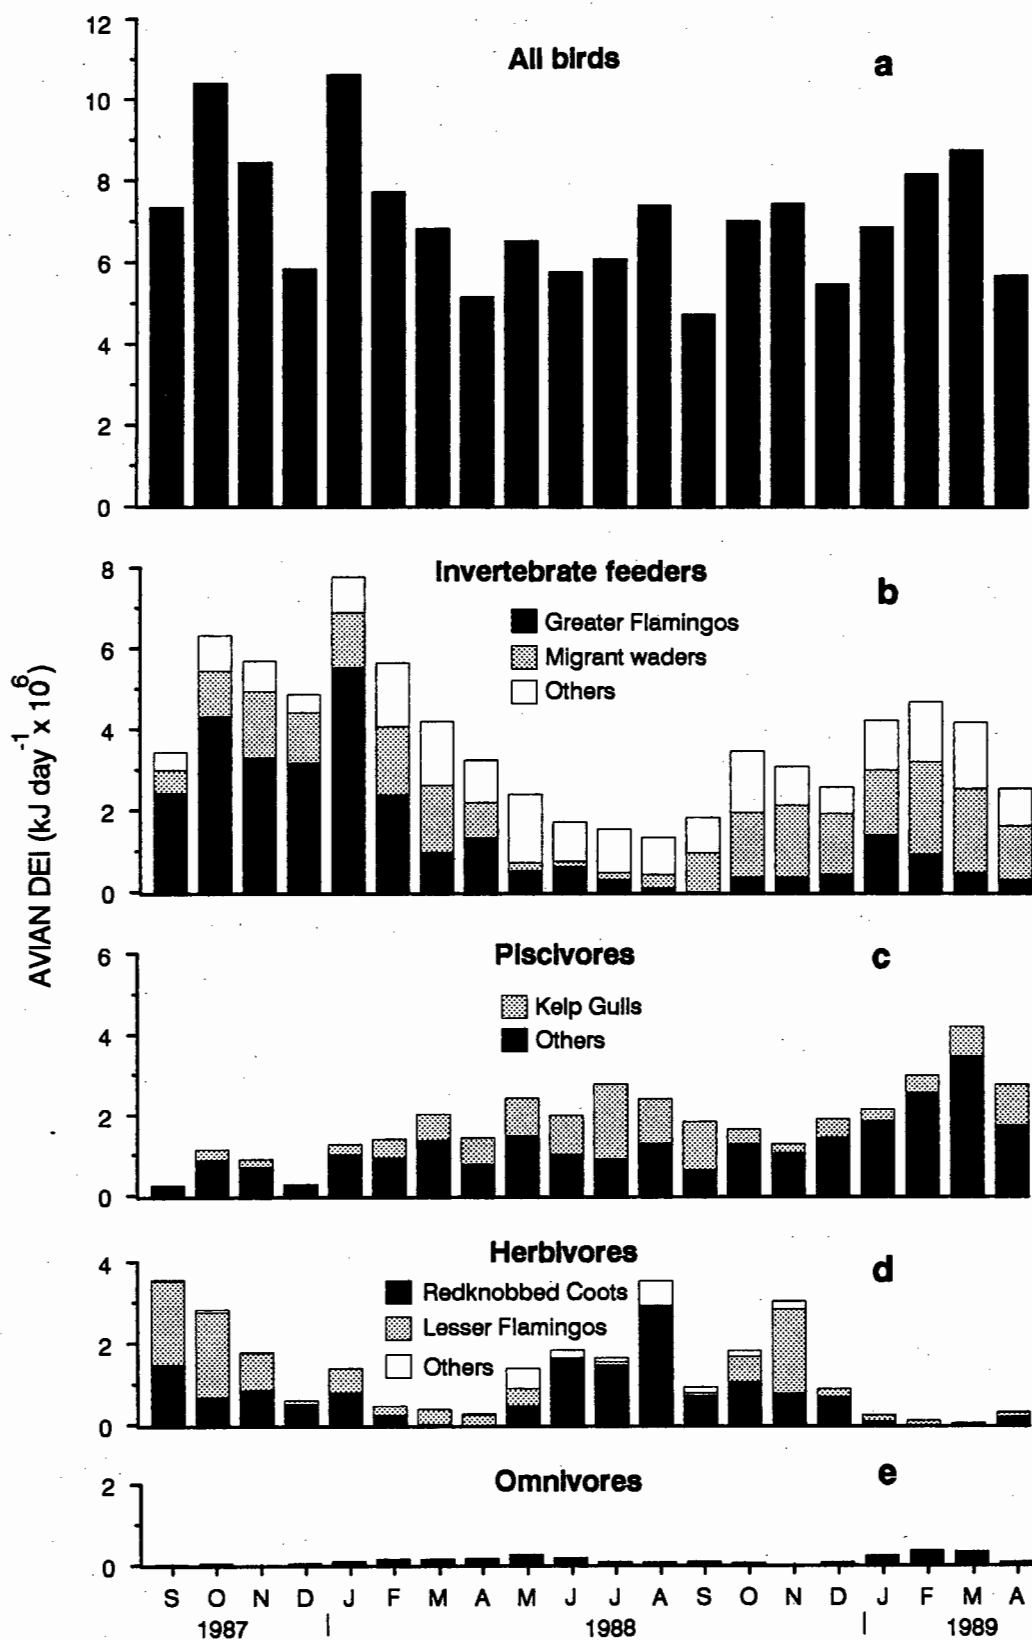 AVIAN DEI (kJ day⁻¹ x 10⁶)
All birds
a
12
10
8
6
4
2
0
Invertebrate feeders
b
Greater Flamingos
Migrant waders
Others
8
6
4
2
0
Piscivores
c
Kelp Gulls
Others
6
4
2
0
Herbivores
d
Redknobbed Coots
Lesser Flamingos
Others
4
2
0
Omnivores
e
2
0
S O N D J F M A M J J A S O N D J F M A
1987 | 1988 | 1989